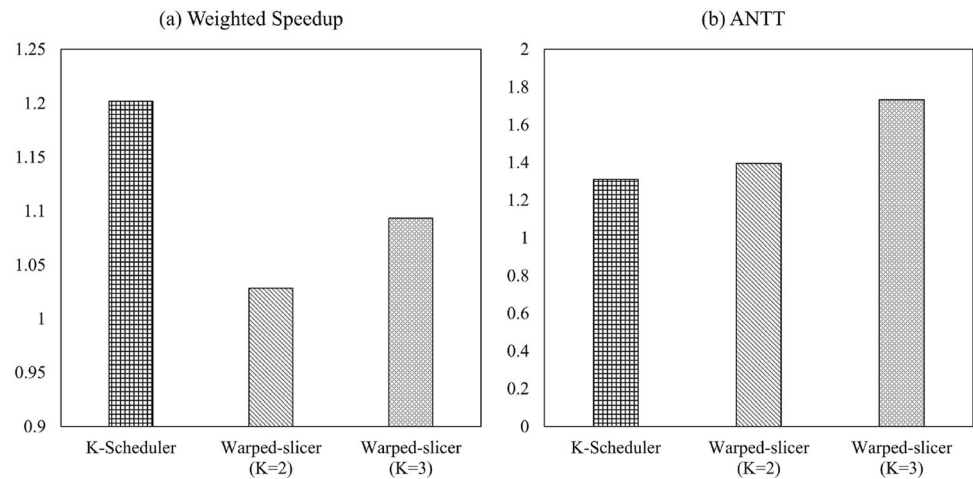 (a) Weighted Speedup
1.25
1.2
1.15
1.1
1.05
1
0.95
0.9
K-Scheduler
Warped-slicer
(K=2)
Warped-slicer
(K=3)
(b) ANTT
2
1.8
1.6
1.4
1.2
1
0.8
0.6
0.4
0.2
0
K-Scheduler
Warped-slicer
(K=2)
Warped-slicer
(K=3)